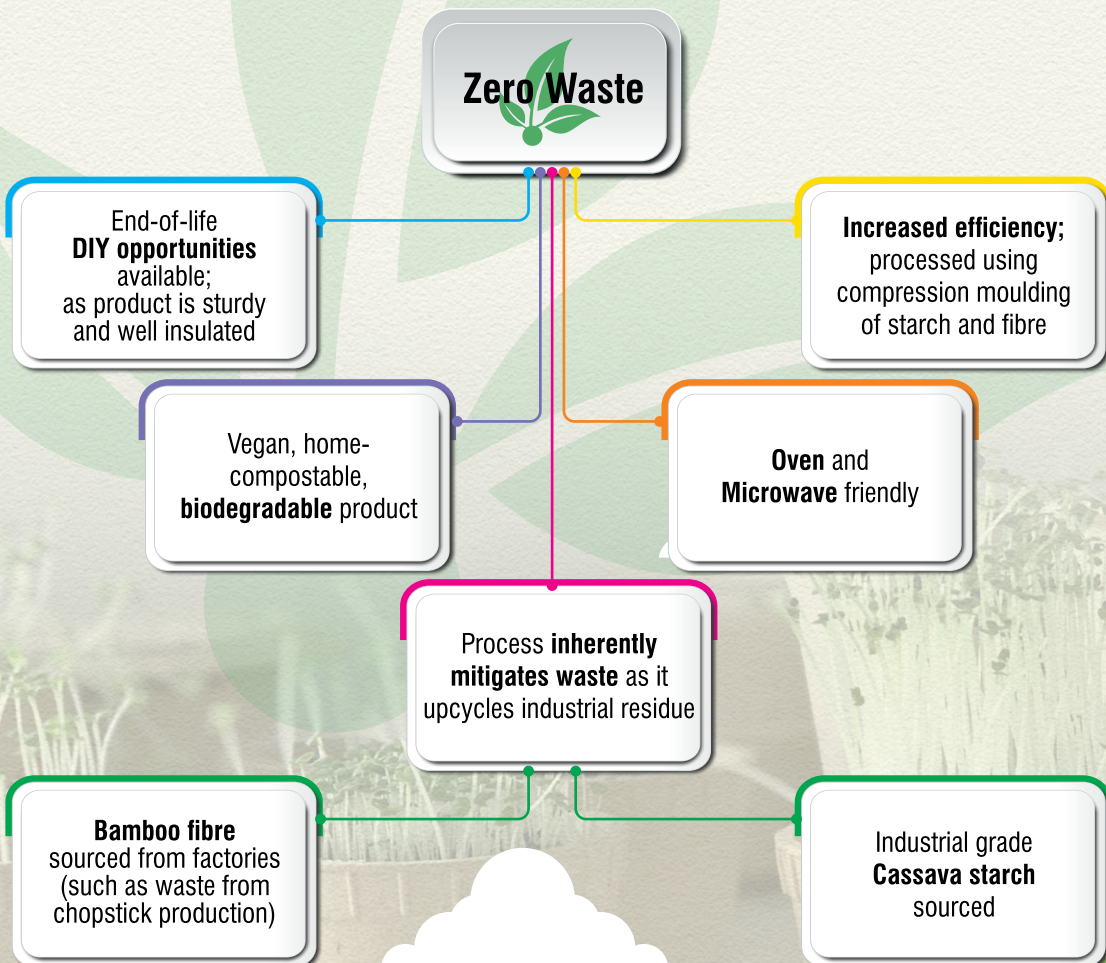 Zero Waste
End-of-life
DIY opportunities
available;
as product is sturdy
and well insulated
Increased efficiency;
processed using
compression moulding
of starch and fibre
Vegan, home-
compostable,
biodegradable product
Oven and
Microwave friendly
Process inherently
mitigates waste as it
upcycles industrial residue
Bamboo fibre
sourced from factories
(such as waste from
chopstick production)
Industrial grade
Cassava starch
sourced